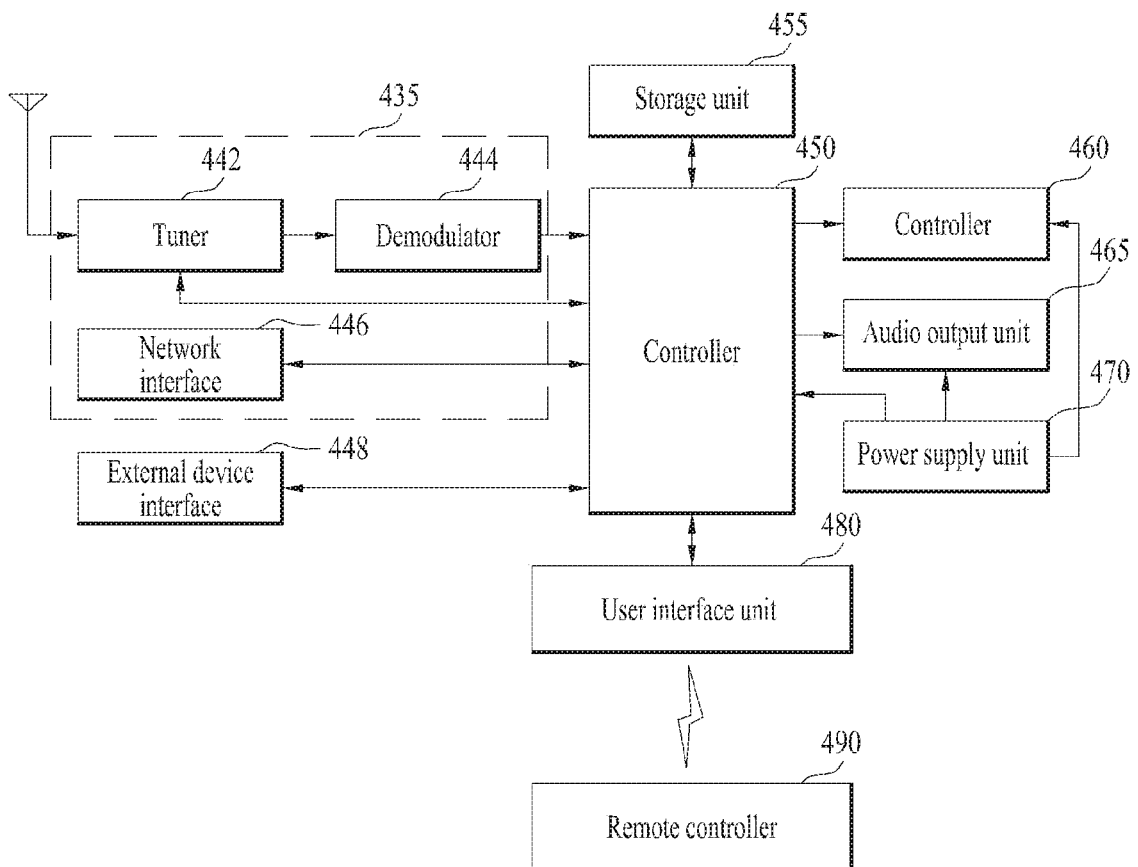 455
Storage unit
435
442
444
450
460
Tuner
Demodulator
Controller
465
446
Network
interface
Controller
Audio output unit
470
448
External device
interface
Power supply unit
480
User interface unit
490
Remote controller